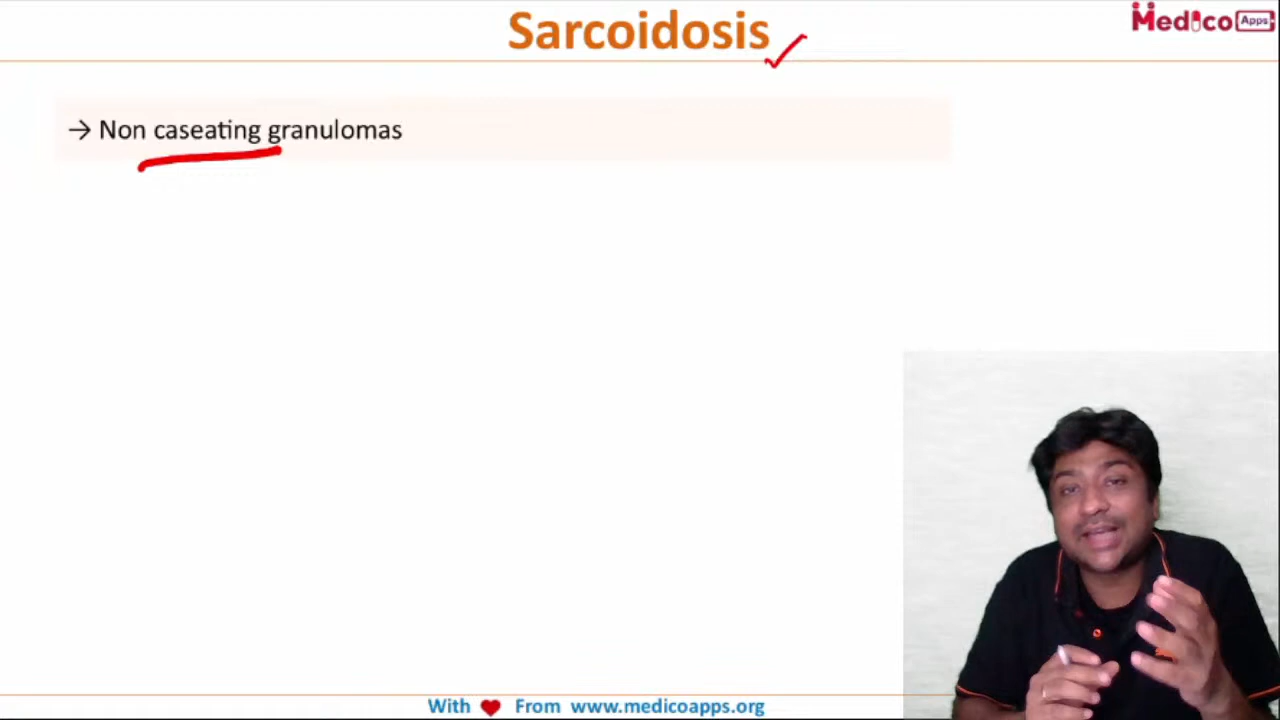 Sarcoidosis
Medico Apps
→ Non caseating granulomas
With ❤ From www.medicoapps.org